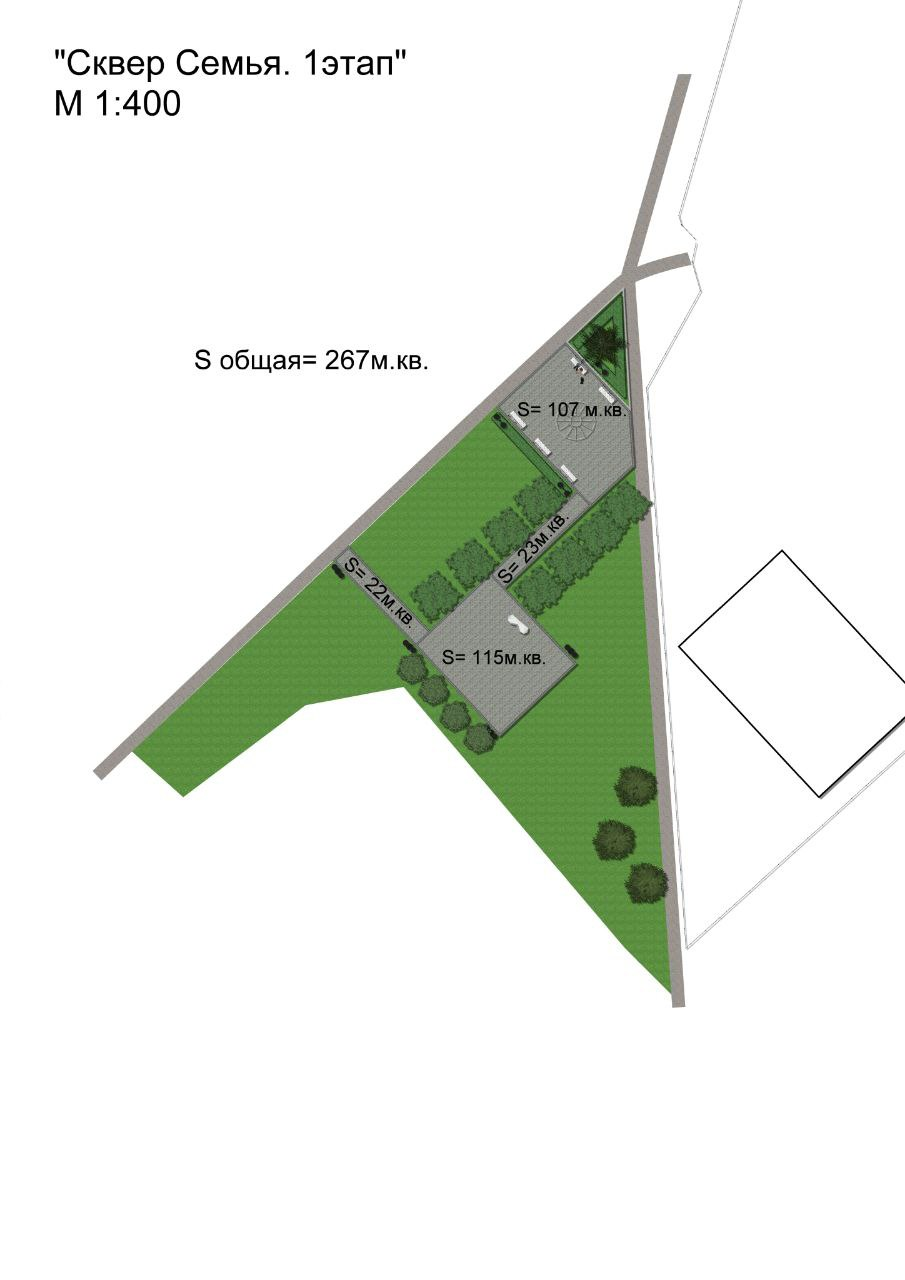 "Сквер Семья. 1этап"
М 1:400
S общая= 267м.кв.
S= 107 м.кв.
S= 23м.кв.
S= 22м.кв.
S= 115м.кв.